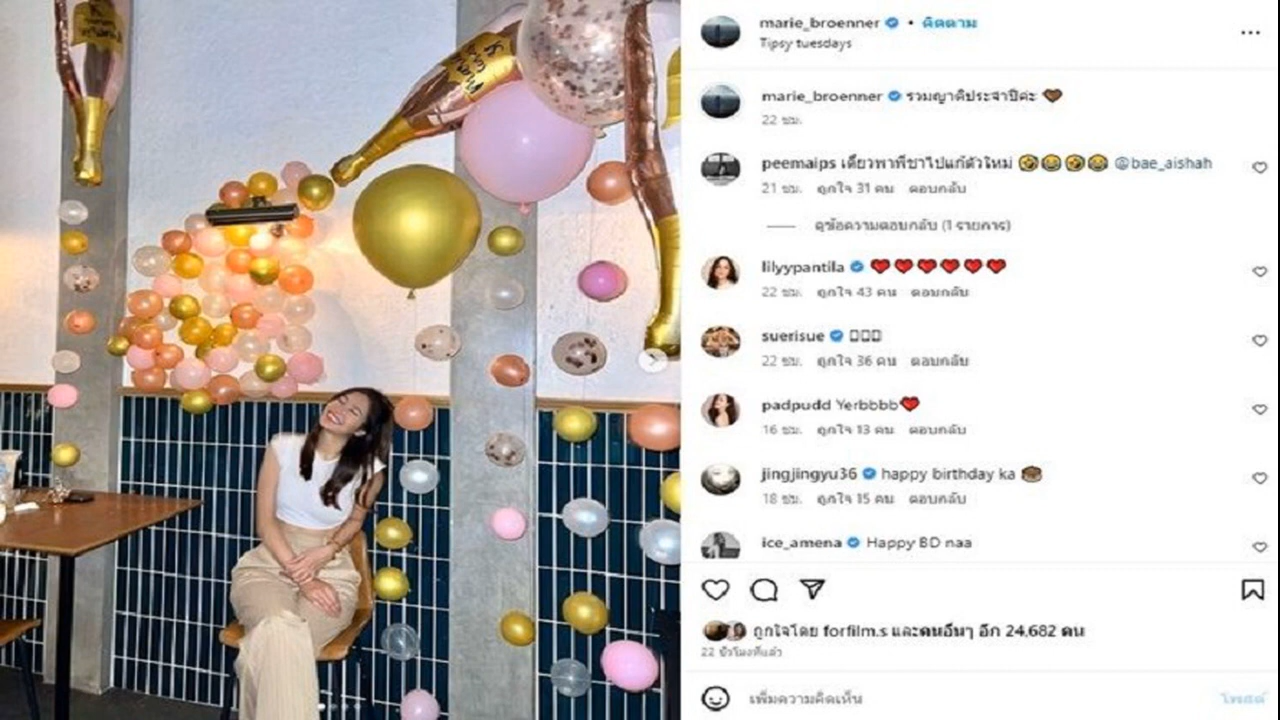 marie_broenner • ติดตาม
Tipsy tuesdays
marie_broenner รวมญาติประจำปีค่ะ
22 ชม.
peemaips เดี๋ยวพาพี่ชาไปแก้ตัวใหม่ 🤣😂🤣😂 @bae_aishah
21 ชม. ถูกใจ 31 คน ตอบกลับ
ดูข้อความตอบกลับ (1 รายการ)
lilyypantila ❤️❤️❤️❤️❤️❤️
22 ชม. ถูกใจ 43 คน ตอบกลับ
suerisue
22 ชม. ถูกใจ 36 คน ตอบกลับ
padpudd Yerbbbb❤️
16 ชม. ถูกใจ 13 คน ตอบกลับ
jingjingyu36 happy birthday ka
18 ชม. ถูกใจ 15 คน ตอบกลับ
ice_amena Happy BD naa
ถูกใจโดย forfilm.s และคนอื่นๆ อีก 24,682 คน
22 ชั่วโมงที่แล้ว
เพิ่มความคิดเห็น
โพสต์